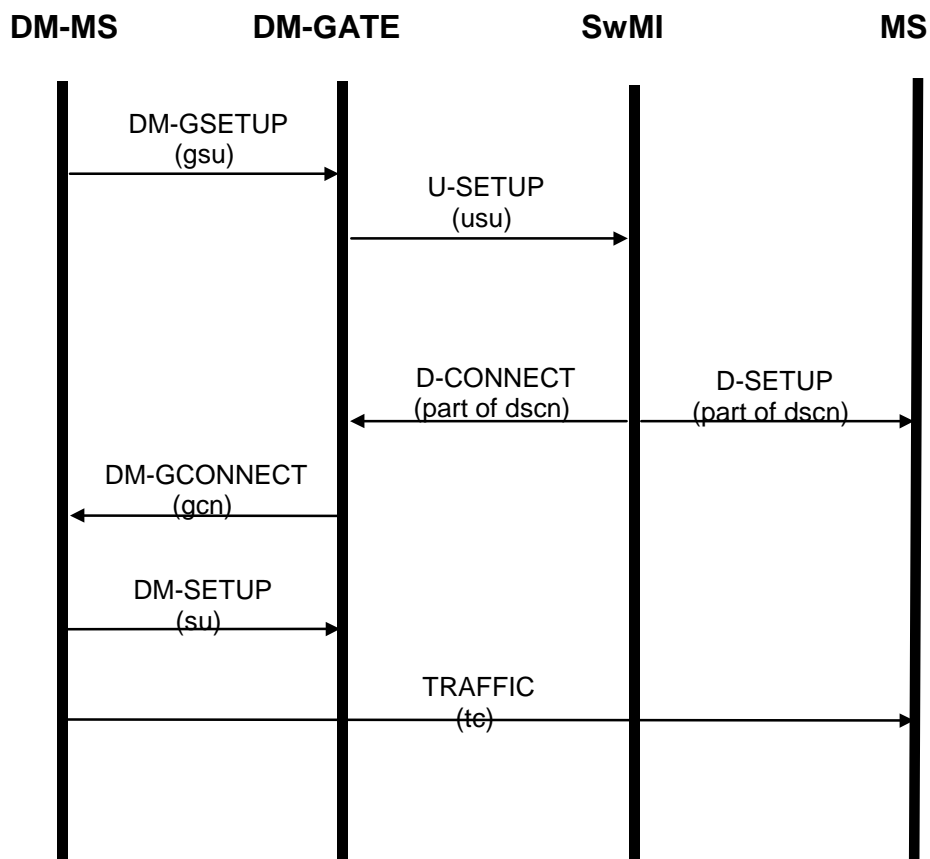 DM-MS DM-GATE SwMI MS
DM-GSETUP
(gsu)
U-SETUP
(usu)
D-CONNECT
(part of dscn)
D-SETUP
(part of dscn)
DM-GCONNECT
(gcn)
DM-SETUP
(su)
TRAFFIC
(tc)